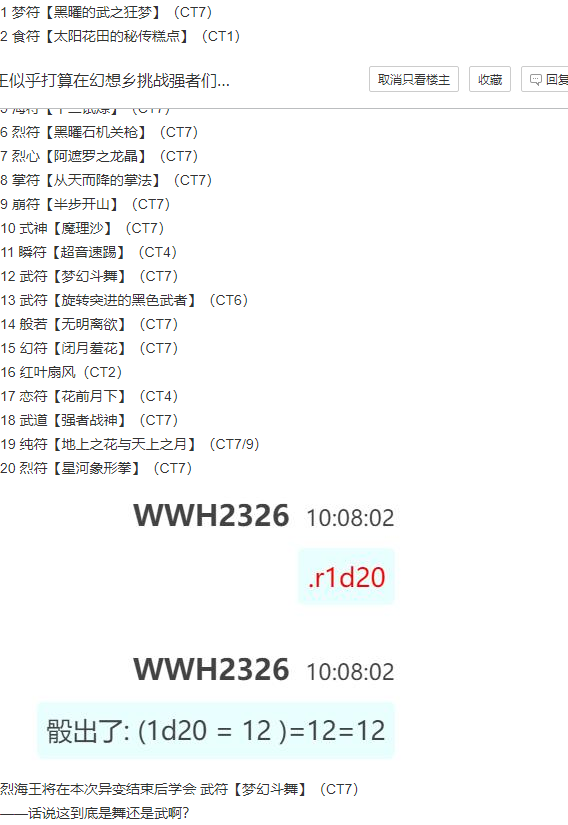 1 梦符【黑曜的武之狂梦】（CT7）
2 食符【太阳花田的秘传糕点】（CT1）
王似乎打算在幻想乡挑战强者们...
取消只看楼主
收藏
回复
6 烈符【黑曜石机关枪】（CT7）
7 烈心【阿遮罗之龙晶】（CT7）
8 掌符【从天而降的掌法】（CT7）
9 崩符【半步开山】（CT7）
10 式神【魔理沙】（CT7）
11 瞬符【超音速踢】（CT4）
12 武符【梦幻斗舞】（CT7）
13 武符【旋转突进的黑色武者】（CT6）
14 般若【无明离欲】（CT7）
15 幻符【闭月羞花】（CT7）
16 红叶扇风（CT2）
17 恋符【花前月下】（CT4）
18 武道【强者战神】（CT7）
19 纯符【地上之花与天上之月】（CT7/9）
20 烈符【星河象形拳】（CT7）
WWH2326 10:08:02
.r1d20
WWH2326 10:08:02
骰出了: (1d20 = 12 )=12=12
烈海王将在本次异变结束后学会 武符【梦幻斗舞】（CT7）
——话说这到底是舞还是武啊？